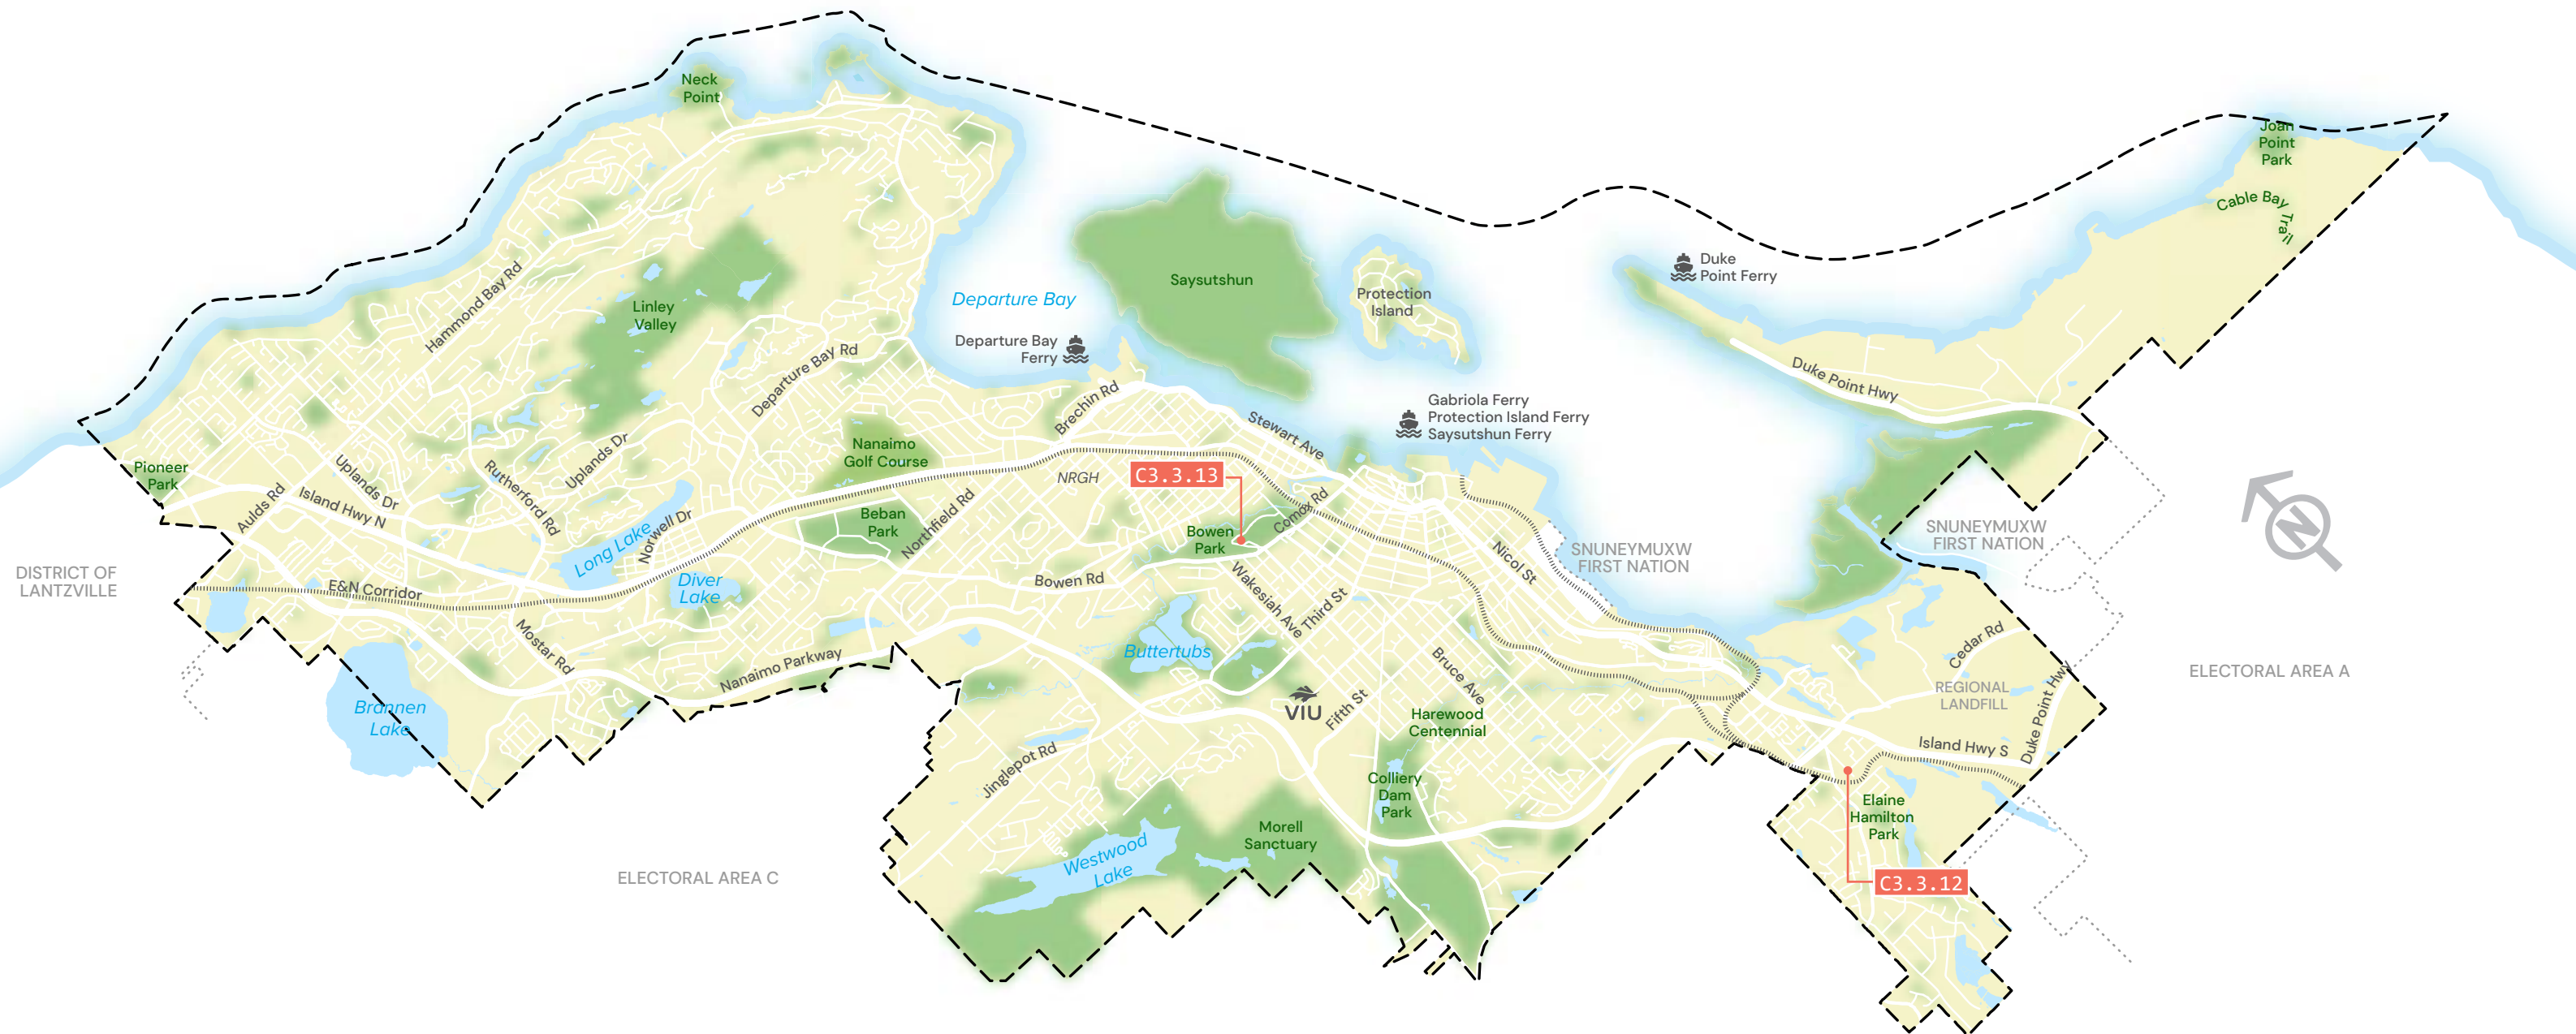 Neck
Point
Joan
Point
Park
Cable Bay
Trail
Hammond Bay Rd
Linley
Valley
Departure Bay
Departure Bay
Ferry
Saysutshun
Protection
Island
Duke
Point Ferry
Departure Bay Rd
Brechin Rd
Stewart Ave
Gabriola Ferry
Protection Island Ferry
Saysutshun Ferry
Duke Point Hwy
Pioneer
Park
Aulds Rd
Uplands Dr
Island Hwy N
Rutherford Rd
Uplands Dr
Nanaimo
Golf Course
NRGH
C3.3.13
Long Lake
Norwell Dr
Beban
Park
Northfield Rd
Bowen
Park
Comox Rd
Nicol St
SNUNEYMUXW
FIRST NATION
SNUNEYMUXW
FIRST NATION
N
DISTRICT OF
LANTZVILLE
E&N Corridor
Diver
Lake
Bowen Rd
Wakesiah Ave
Third St
Mostar Rd
Nanaimo Parkway
Buttertubs
Bruce Ave
Cedar Rd
ELECTORAL AREA A
Brannen
Lake
VIU
Fifth St
Harewood
Centennial
REGIONAL
LANDFILL
Duke Point Hwy
Jinglepot Rd
Island Hwy S
Colliery
Dam
Park
Elaine
Hamilton
Park
Morell
Sanctuary
Westwood
Lake
ELECTORAL AREA C
C3.3.12